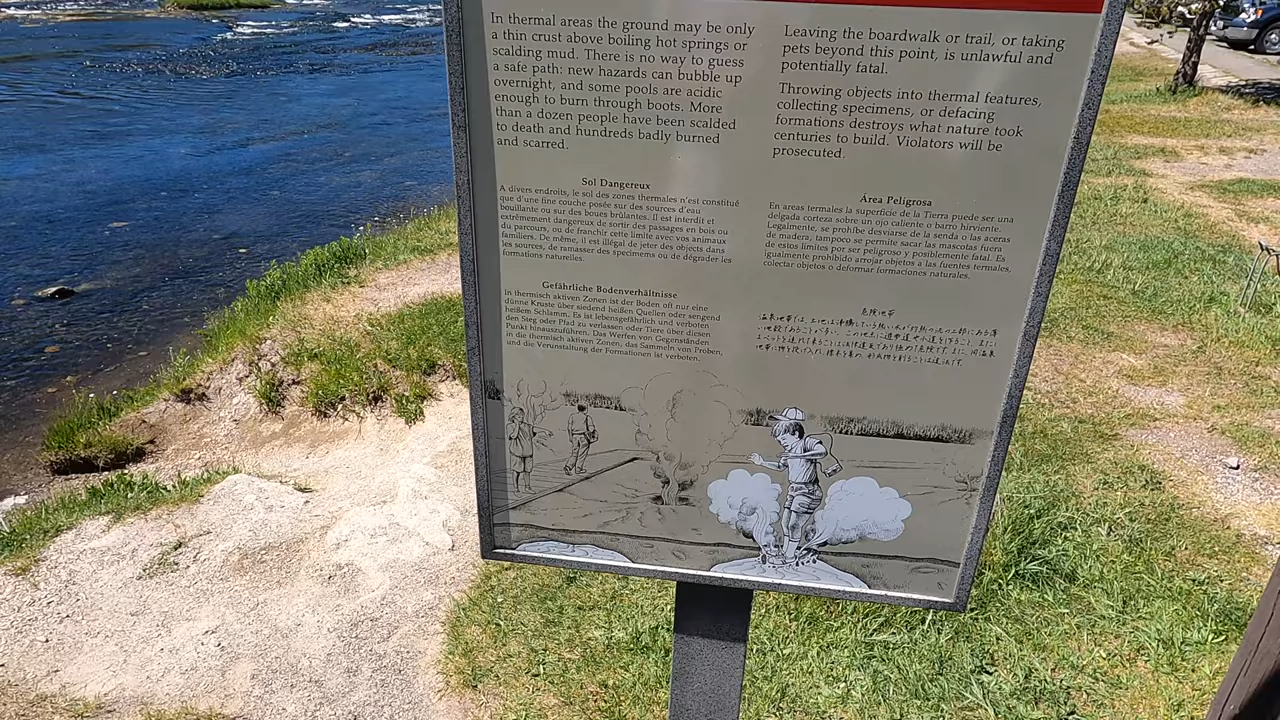 In thermal areas the ground may be only
a thin crust above boiling hot springs or
scalding mud. There is no way to guess
a safe path: new hazards can bubble up
overnight, and some pools are acidic
enough to burn through boots. More
than a dozen people have been scalded
to death and hundreds badly burned
and scarred.
Leaving the boardwalk or trail, or taking
pets beyond this point, is unlawful and
potentially fatal.
Throwing objects into thermal features,
collecting specimens, or defacing
formations destroys what nature took
centuries to build. Violators will be
prosecuted.
Sol Dangereux
A divers endroits, le sol des zones thermales n'est constitué
que d'une fine couche posée sur des sources d'eau
bouillante ou sur des boues brûlantes. Il est interdit et
extrêmement dangereux de sortir des passages en bois ou
du parcours, ou de franchir cette limite avec vos animaux
familiers. De même, il est illégal de jeter des objects dans
les sources, de ramasser des specimens ou de dégrader les
formations naturelles.
Área Peligrosa
En areas termales la superficie de la Tierra puede ser una
delgada corteza sobre un ojo caliente o barro hirviente.
Legalmente, se prohíbe desviarse de la senda o las aceras
de madera, tampoco se permite sacar las mascotas fuera
de estos límites por ser peligroso y posiblemente fatal. Es
igualmente prohibido arrojar objetos a las fuentes termales,
colectar objetos o deformar formaciones naturales.
Gefährliche Bodenverhältnisse
In thermisch aktiven Zonen ist der Boden oft nur eine
dünne Kruste über siedend heißen Quellen oder sengend
heißem Schlamm. Es ist lebensgefährlich und verboten
den Steg oder Pfad zu verlassen oder Tiere über diesen
Punkt hinauszuführen. Das Werfen von Gegenständen
in die thermisch aktiven Zonen, das Sammeln von Proben,
und die Verunstaltung der Formationen ist verboten.
危険地帯